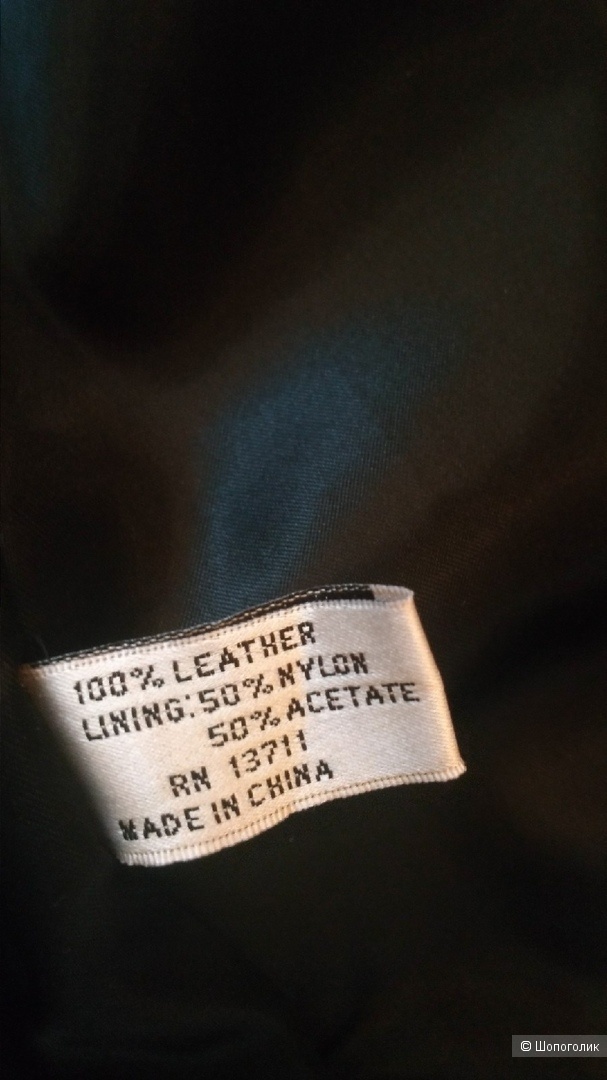 100% LEATHER
LINING:50% NYLON
50% ACETATE
RN 13711
MADE IN CHINA
© Шопоголик